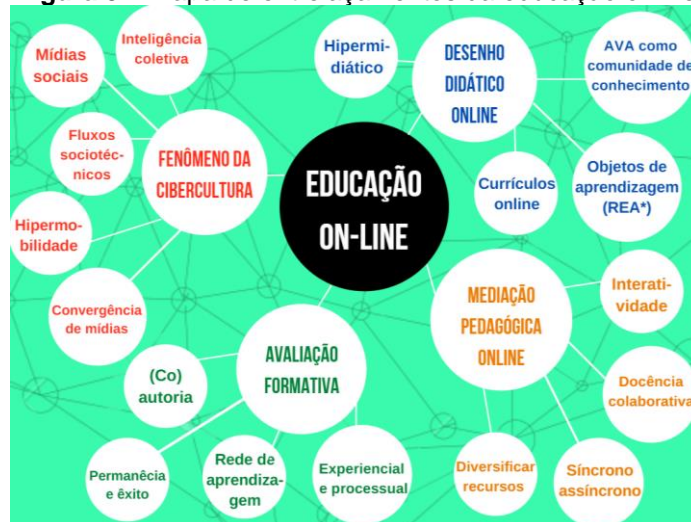 Mídias
sociais
Inteligência
coletiva
Fluxos
sociotéc-
nicos
FENÔMENO DA
CIBERCULTURA
Hipermo-
bilidade
Convergência
de mídias
EDUCAÇÃO
ON-LINE
Hipermi-
diático
DESENHO
DIDÁTICO
ONLINE
AVA como
comunidade de
conhecimento
Currículos
online
Objetos de
aprendizagem
(REA*)
MEDIAÇÃO
PEDAGÓGICA
ONLINE
Interati-
vidade
Docência
colaborativa
Síncrono
assíncrono
Diversificar
recursos
AVALIAÇÃO
FORMATIVA
(Co)
autoria
Permanêcia
e êxito
Rede de
aprendiza-
gem
Experiencial
e processual